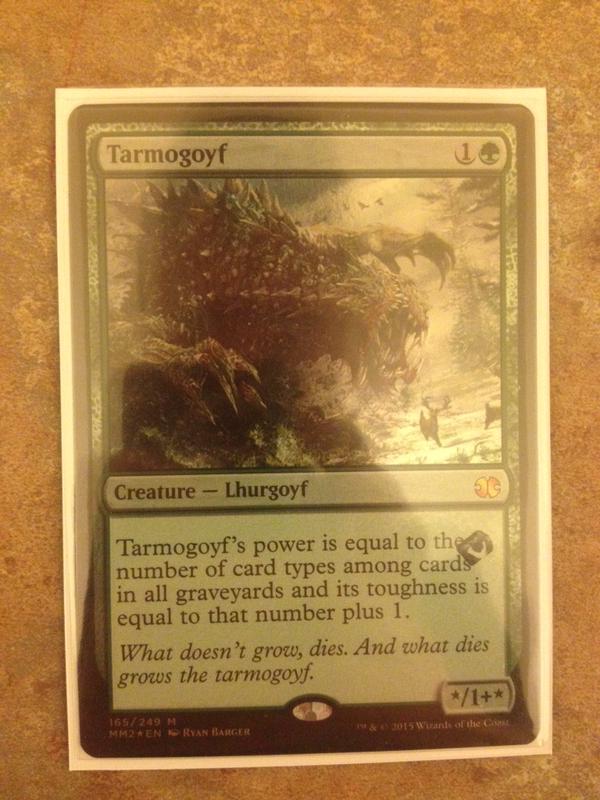 Tarmogoyf 1
Creature — Lhurgoyf
Tarmogoyf's power is equal to the
number of card types among cards
in all graveyards and its toughness is
equal to that number plus 1.
What doesn't grow, dies. And what dies
grows the tarmogoyf.
*/1+*
165/249 M
MM2★EN Ryan Barger
™ & © 2015 Wizards of the Coast